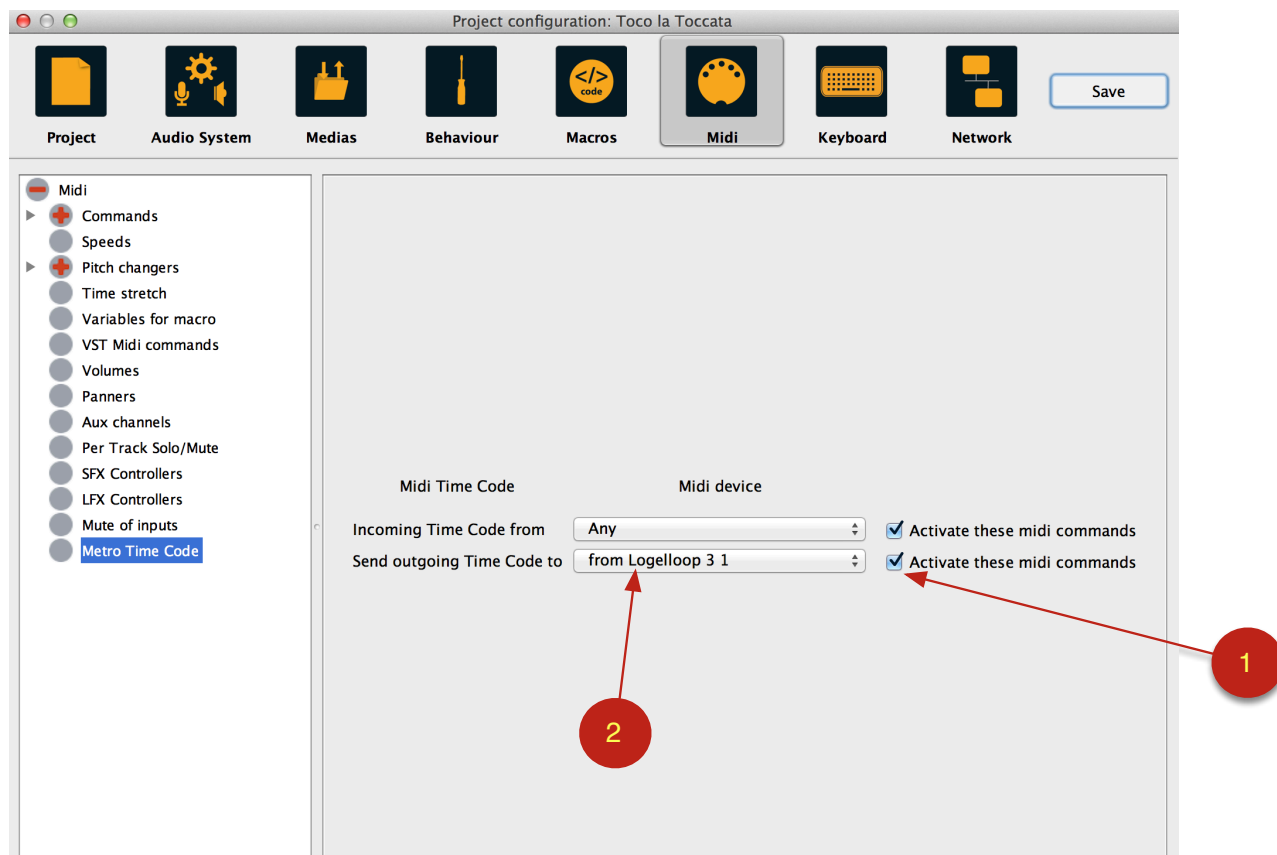 Project configuration: Toco la Toccata
</>
code
Save
Project
Audio System
Medias
Behaviour
Macros
Midi
Keyboard
Network
Midi
Commands
Speeds
Pitch changers
Time stretch
Variables for macro
VST Midi commands
Volumes
Panners
Aux channels
Per Track Solo/Mute
SFX Controllers
LFX Controllers
Mute of inputs
Metro Time Code
Midi Time Code
Midi device
Incoming Time Code from
Any
Activate these midi commands
Send outgoing Time Code to
from Logelloop 3 1
Activate these midi commands
1
2